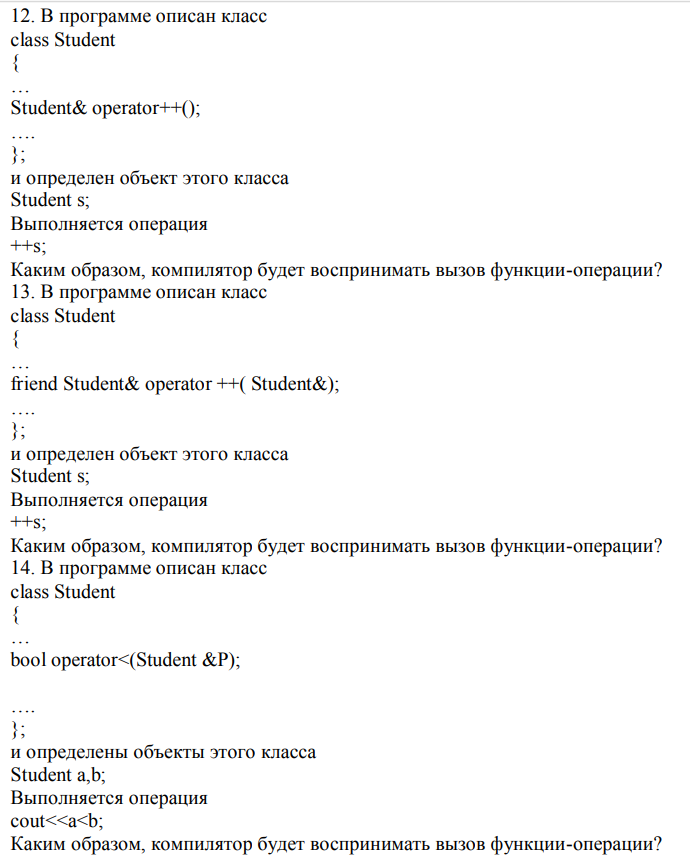 12. В программе описан класс
class Student
{
…
Student& operator++();
….
};
и определен объект этого класса
Student s;
Выполняется операция
++s;
Каким образом, компилятор будет воспринимать вызов функции-операции?
13. В программе описан класс
class Student
{
…
friend Student& operator ++( Student&);
….
};
и определен объект этого класса
Student s;
Выполняется операция
++s;
Каким образом, компилятор будет воспринимать вызов функции-операции?
14. В программе описан класс
class Student
{
…
bool operator<(Student &P);
….
};
и определены объекты этого класса
Student a,b;
Выполняется операция
cout<<a<b;
Каким образом, компилятор будет воспринимать вызов функции-операции?